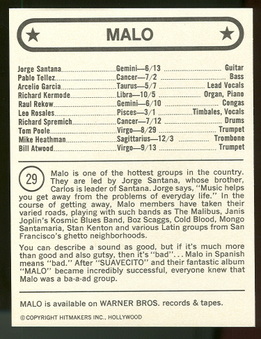 MALO
Jorge Santana Gemini—6/13 Guitar
Pablo Tellez Cancer—7/2 Bass
Arcelio Garcia Taurus—5/7 Lead Vocals
Richard Kermode Libra—10/5 Organ, Piano
Raul Rekow Gemini—6/10 Congas
Leo Rosales Pisces—3/1 Timbales, Vocals
Richard Spremich Cancer—7/12 Drums
Tom Poole Virgo—8/29 Trumpet
Mike Heathman Sagittarius—12/3 Trombone
Bill Atwood Virgo—9/13 Trumpet
29
Malo is one of the hottest groups in the country.
They are led by Jorge Santana, whose brother,
Carlos is leader of Santana. Jorge says, "Music helps
you get away from the problems of everyday life." In the
course of getting away, Malo members have taken their
varied roads, playing with such bands as The Malibus, Janis
Joplin's Kosmic Blues Band, Boz Scaggs, Cold Blood, Mongo
Santamaria, Stan Kenton and various Latin groups from San
Francisco's ghetto neighborhoods.
You can describe a sound as good, but if it's much more
than good and also gutsy, then it's "bad"... Malo in Spanish
means "bad." After "SUAVECITO" and their fantastic album
"MALO" became incredibly successful, everyone knew that
Malo was a ba-a-ad group.
MALO is available on WARNER BROS. records & tapes.
© COPYRIGHT HITMAKERS INC., HOLLYWOOD